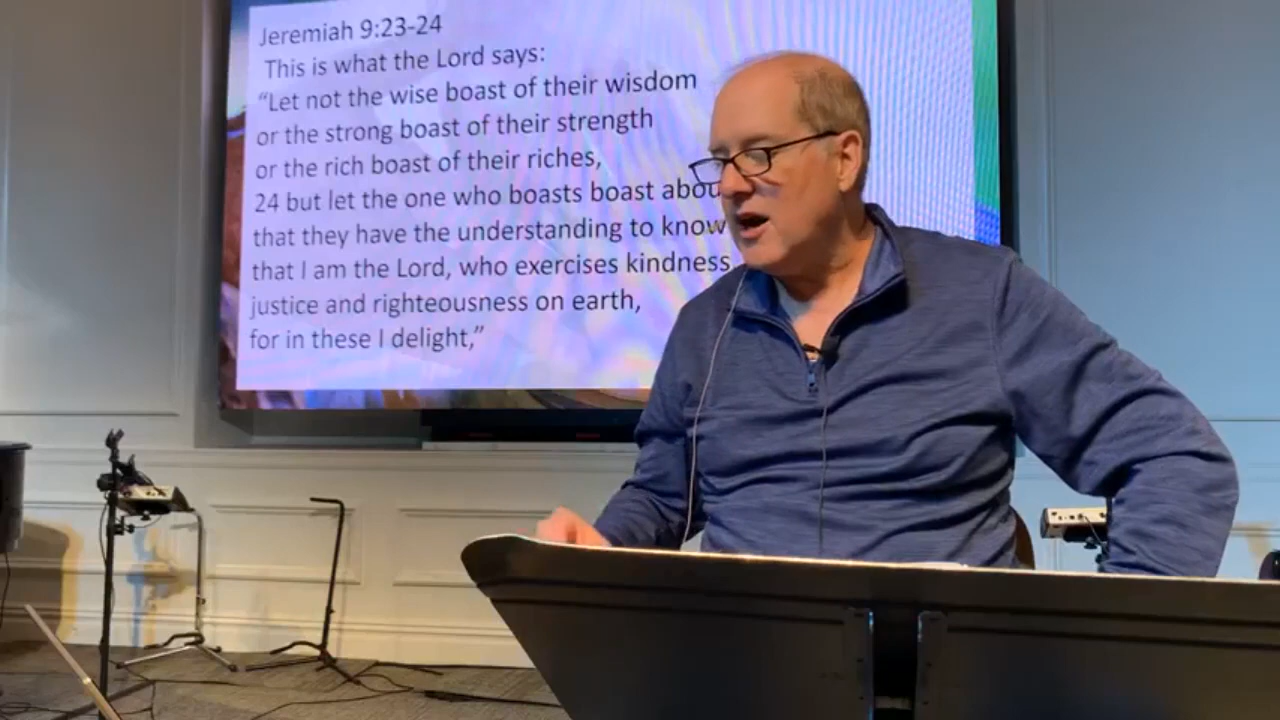 Jeremiah 9:23-24
This is what the Lord says:
“Let not the wise boast of their wisdom
or the strong boast of their strength
or the rich boast of their riches,
24 but let the one who boasts boast abou
that they have the understanding to know
that I am the Lord, who exercises kindness
justice and righteousness on earth,
for in these I delight,”